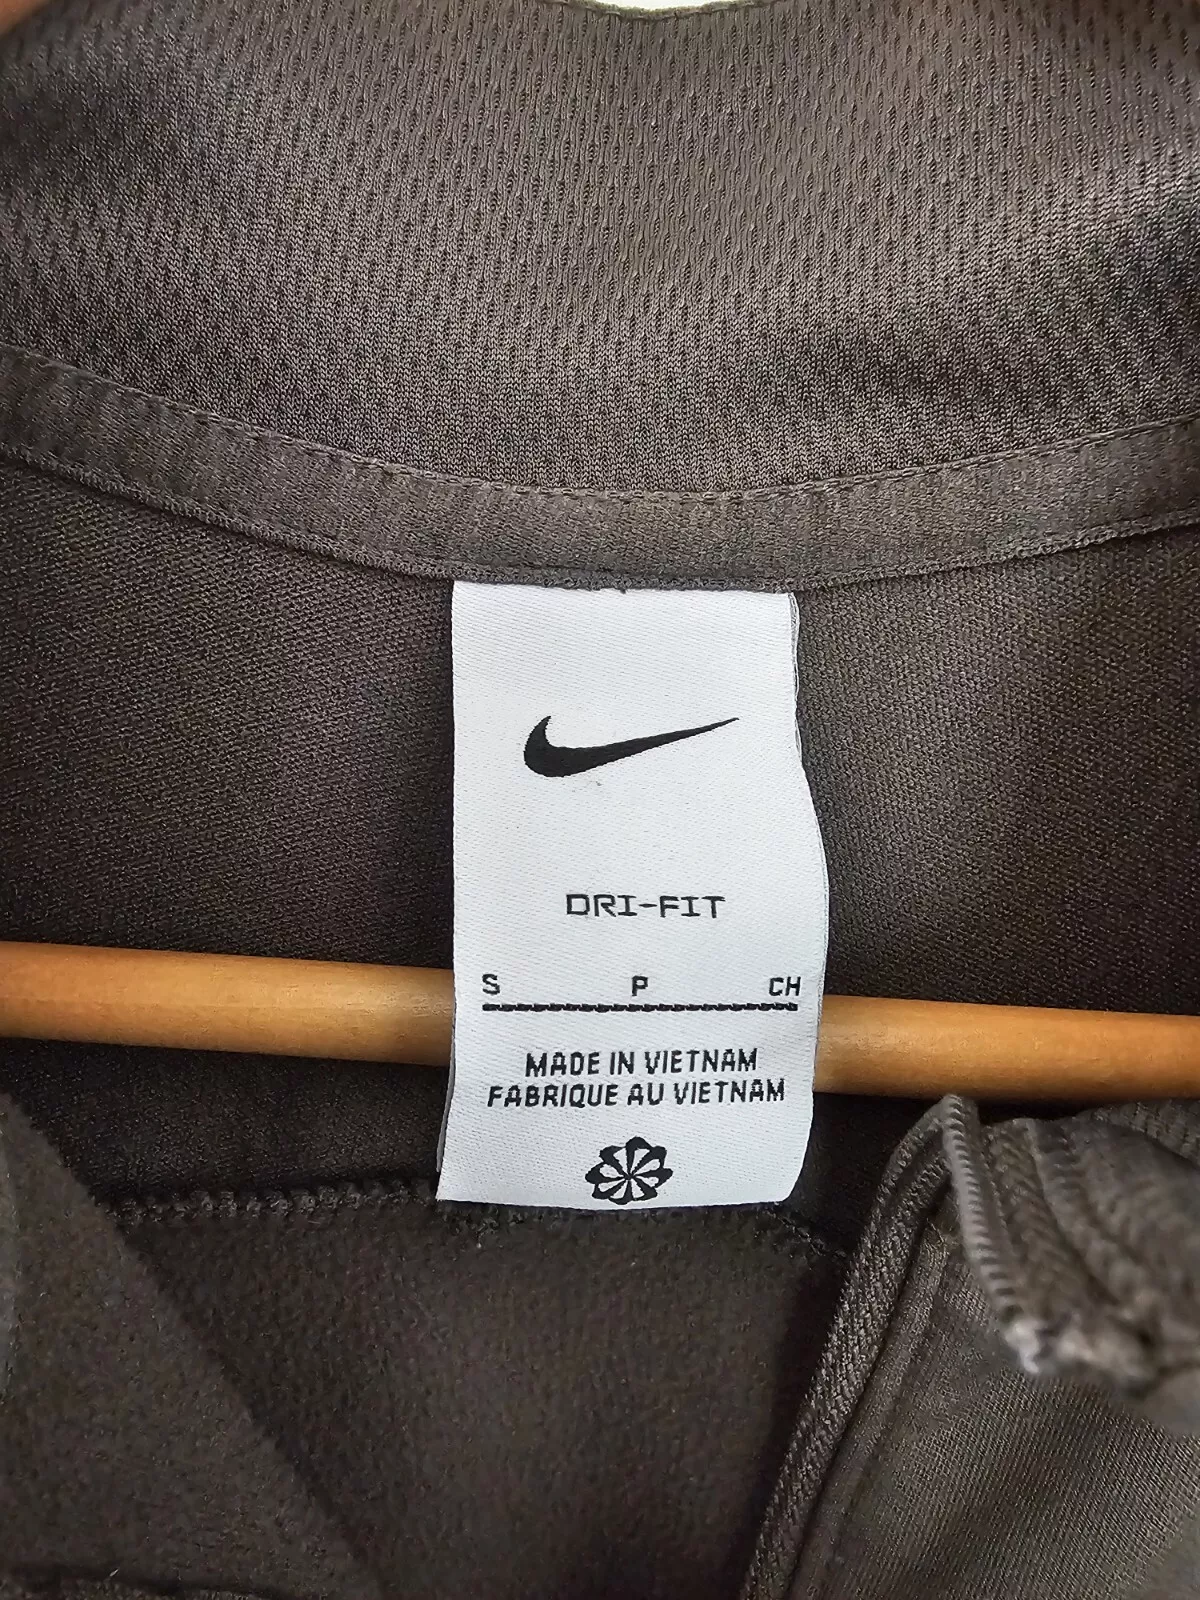 DRI-FIT
S P CH
MADE IN VIETNAM
FABRIQUE AU VIETNAM